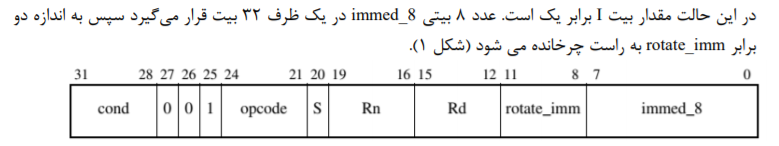 در این حالت مقدار بیت I برابر یک است. عدد ۸ بیتی immed_8 در یک ظرف ۳۲ بیت قرار می‌گیرد سپس به اندازه دو
برابر rotate_imm به راست چرخانده می شود (شکل ۱).
31 28 27 26 25 24 21 20 19 16 15 12 11 8 7 0
cond 0 0 1 opcode S Rn Rd rotate_imm immed_8